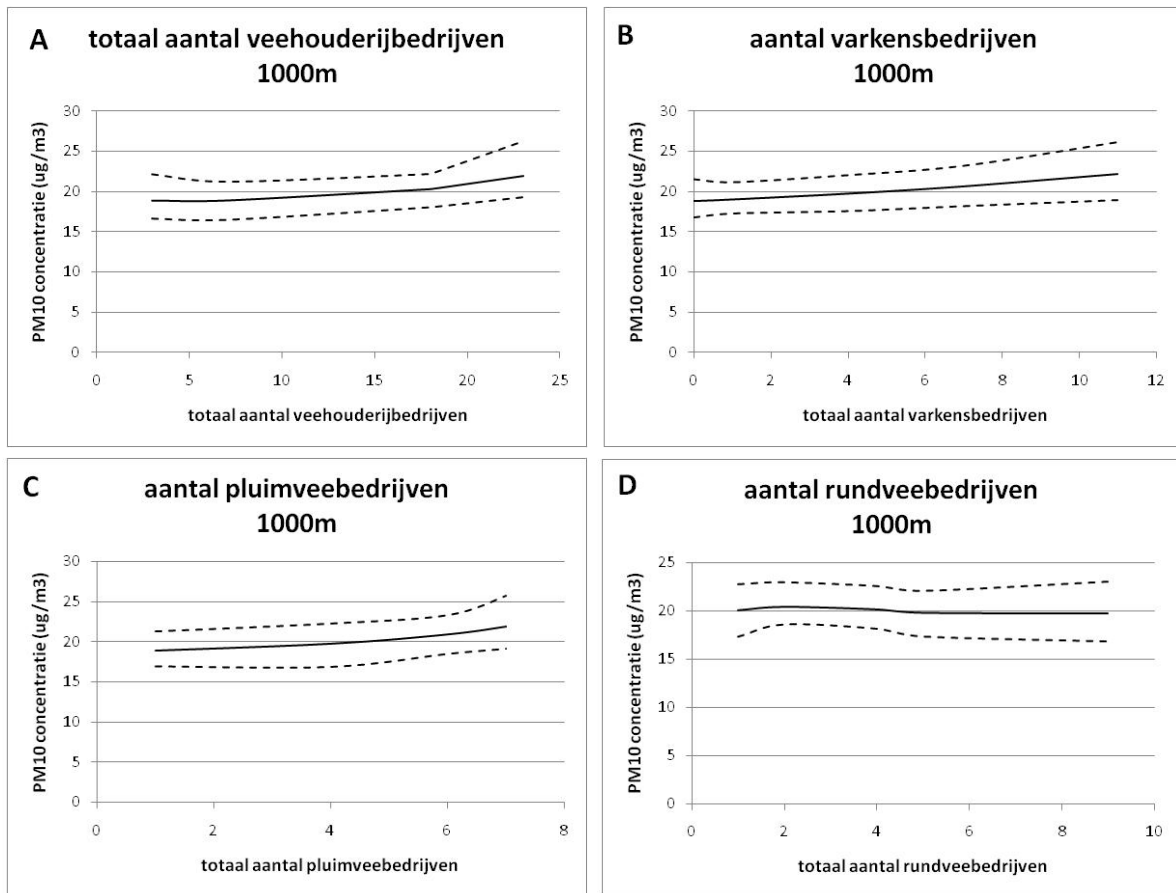 A
totaal aantal veehouderijbedrijven
1000m
PM10 concentratie (ug/m3)
30
25
20
15
10
5
0
0 5 10 15 20 25
totaal aantal veehouderijbedrijven
B
aantal varkensbedrijven
1000m
PM10 concentratie (ug/m3)
30
25
20
15
10
5
0
0 2 4 6 8 10 12
totaal aantal varkensbedrijven
C
aantal pluimveebedrijven
1000m
PM10 concentratie (ug/m3)
30
25
20
15
10
5
0
0 2 4 6 8
totaal aantal pluimveebedrijven
D
aantal rundveebedrijven
1000m
PM10 concentratie (ug/m3)
25
20
15
10
5
0
0 2 4 6 8 10
totaal aantal rundveebedrijven